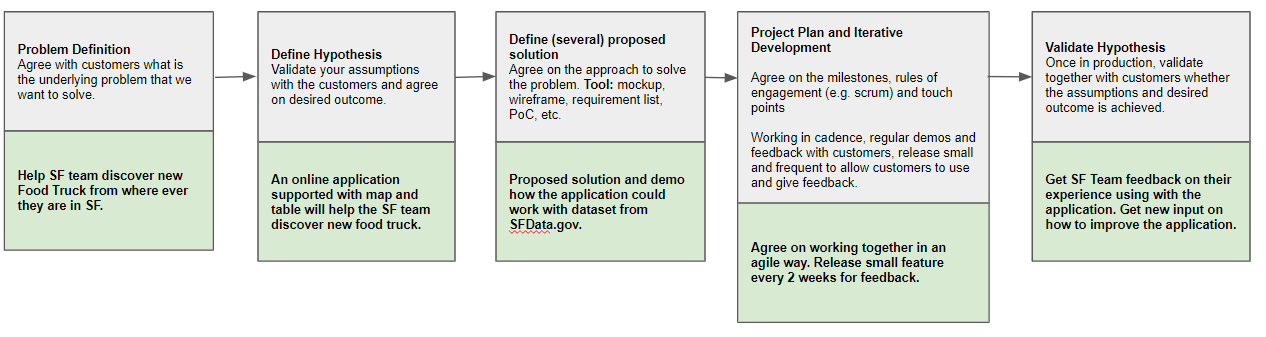 Problem Definition
Agree with customers what is
the underlying problem that we
want to solve.
Help SF team discover new
Food Truck from where ever
they are in SF.
Define Hypothesis
Validate your assumptions
with the customers and agree
on desired outcome.
An online application
supported with map and
table will help the SF team
discover new food truck.
Define (several) proposed
solution
Agree on the approach to solve
the problem. Tool: mockup,
wireframe, requirement list,
PoC, etc.
Proposed solution and demo
how the application could
work with dataset from
SFData.gov.
Project Plan and Iterative
Development
Agree on the milestones, rules of
engagement (e.g. scrum) and touch
points
Working in cadence, regular demos and
feedback with customers, release small
and frequent to allow customers to use
and give feedback.
Agree on working together in an
agile way. Release small feature
every 2 weeks for feedback.
Validate Hypothesis
Once in production, validate
together with customers whether
the assumptions and desired
outcome is achieved.
Get SF Team feedback on their
experience using with the
application. Get new input on
how to improve the application.